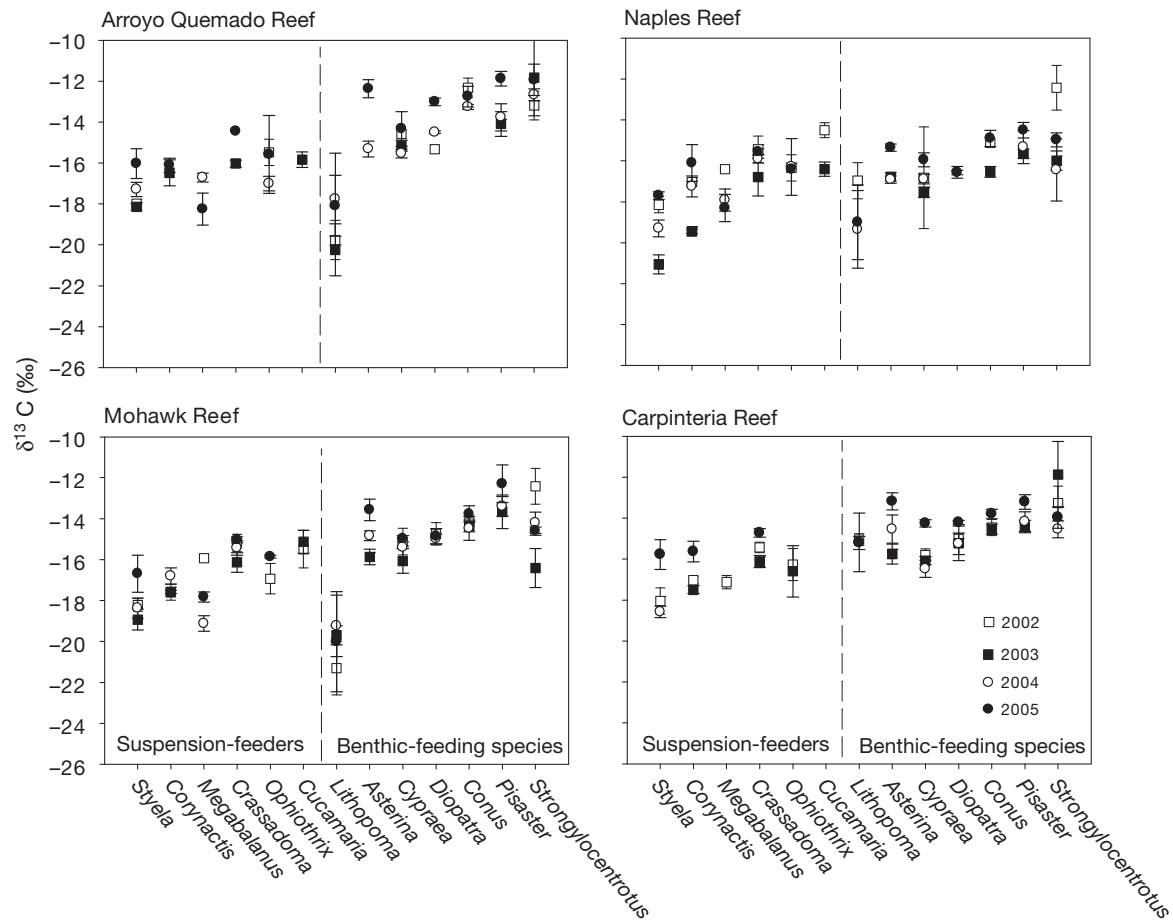 Arroyo Quemado Reef
Naples Reef
−10
−12
−14
−16
−18
−20
−22
−24
−26
δ13 C (‰)
Mohawk Reef
Carpinteria Reef
−10
−12
−14
−16
−18
−20
−22
−24
−26
2002
2003
2004
2005
Suspension-feeders
Benthic-feeding species
Suspension-feeders
Benthic-feeding species
Styela
Corynactis
Megabalanus
Crassadoma
Ophiothrix
Cucumaria
Lithopoma
Asterina
Cypraea
Diopatra
Conus
Pisaster
Strongylocentrotus
Styela
Corynactis
Megabalanus
Crassadoma
Ophiothrix
Cucamaria
Lithopoma
Asterina
Cypraea
Diopatra
Conus
Pisaster
Strongylocentrotus